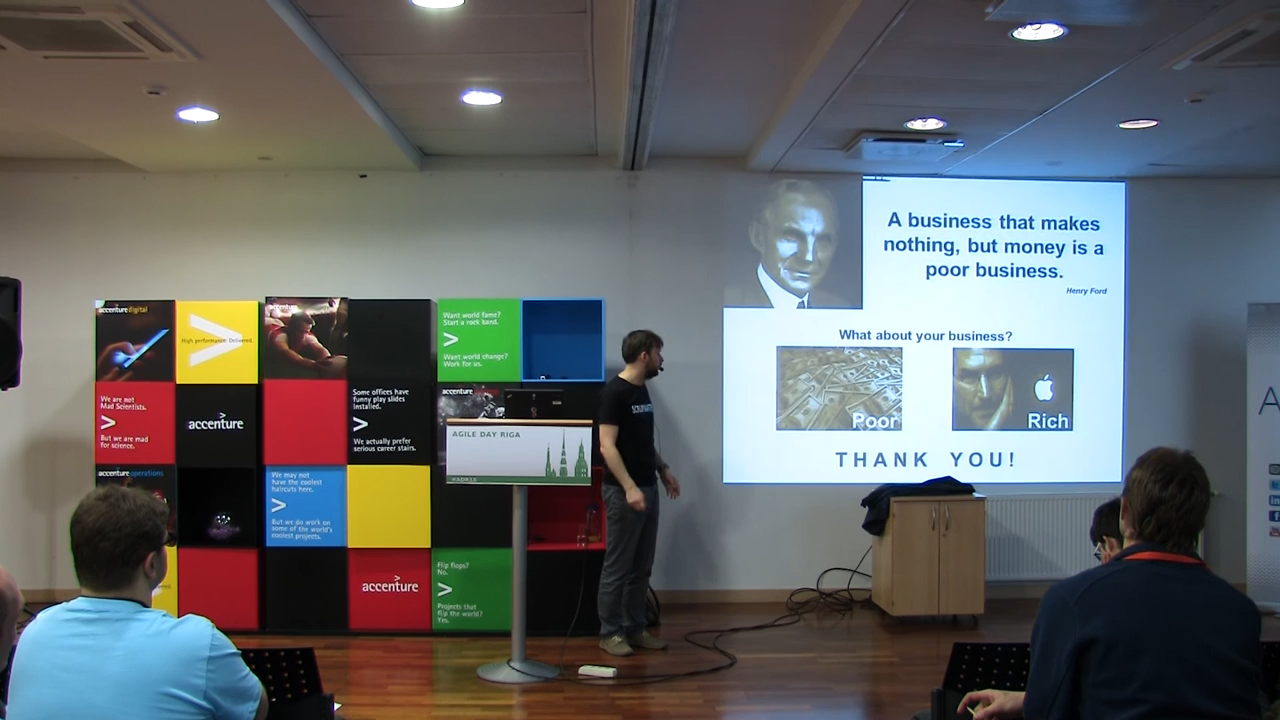 accenturedigital
High performance. Delivered.
accenture
Want world fame?
Start a rock band.
>
Want world change?
Work for us.
We are not
Mad Scientists.
>
But we are mad
for science.
accenture
Some offices have
funny play slides
installed.
>
We actually prefer
serious career stairs.
accenture
accentureoperations
We may not
have the coolest
haircuts here.
>
But we do work on
some of the world's
coolest projects.
accenture
Flip flops?
No.
>
Projects that
flip the world?
Yes.
AGILE DAY RIGA
A business that makes
nothing, but money is a
poor business.
Henry Ford
What about your business?
Poor
Rich
THANK YOU!
A